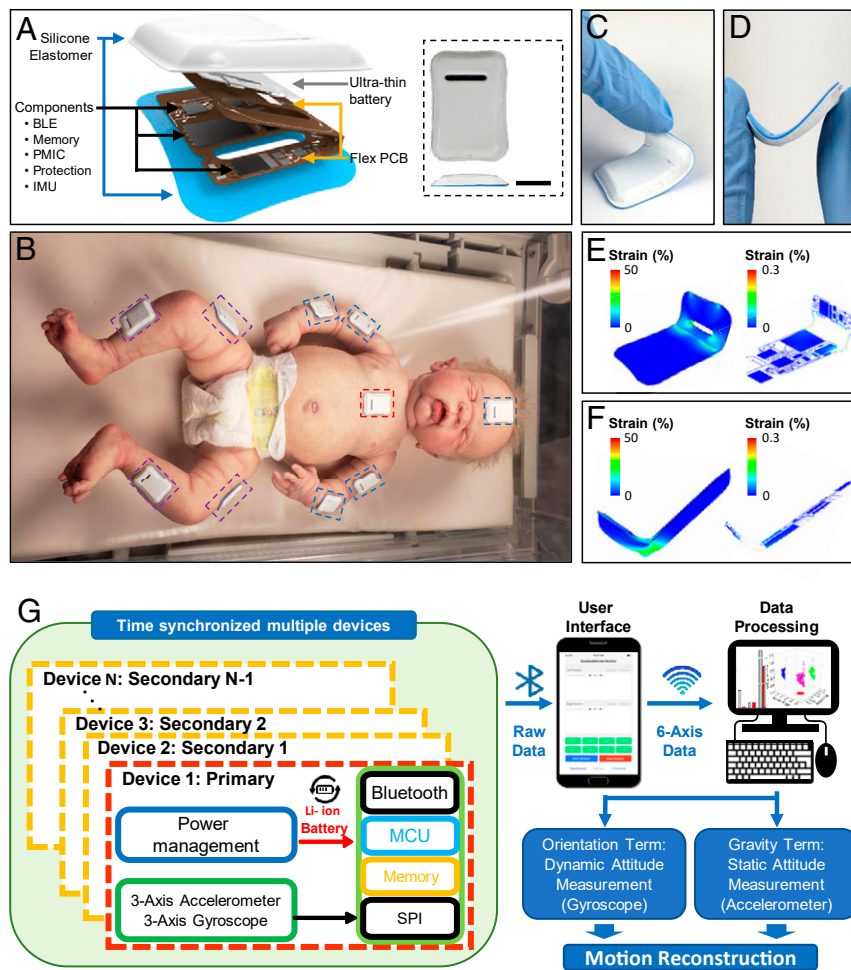 A
Silicone
Elastomer
Components
• BLE
• Memory
• PMIC
• Protection
• IMU
Ultra-thin
battery
Flex PCB
C
D
B
E
Strain (%)
50
0
Strain (%)
0.3
0
F
Strain (%)
50
0
Strain (%)
0.3
0
G
Time synchronized multiple devices
Device N: Secondary N-1
Device 3: Secondary 2
Device 2: Secondary 1
Device 1: Primary
Power
management
Li- ion
Battery
3-Axis Accelerometer
3-Axis Gyroscope
Bluetooth
MCU
Memory
SPI
Raw
Data
User
Interface
6-Axis
Data
Data
Processing
Orientation Term:
Dynamic Attitude
Measurement
(Gyroscope)
Gravity Term:
Static Attitude
Measurement
(Accelerometer)
Motion Reconstruction